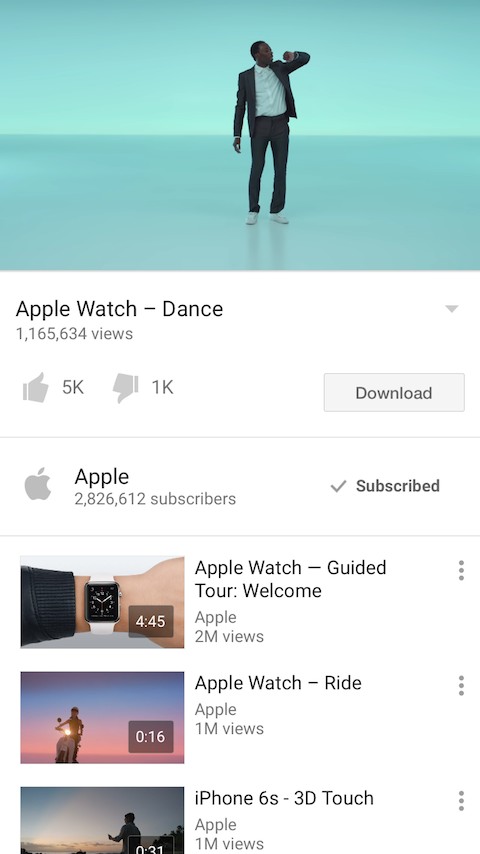 Apple Watch – Dance
1,165,634 views
5K
1K
Download
Apple
2,826,612 subscribers
Subscribed
4:45
Apple Watch — Guided
Tour: Welcome
Apple
2M views
0:16
Apple Watch – Ride
Apple
1M views
0:31
iPhone 6s - 3D Touch
Apple
1M views